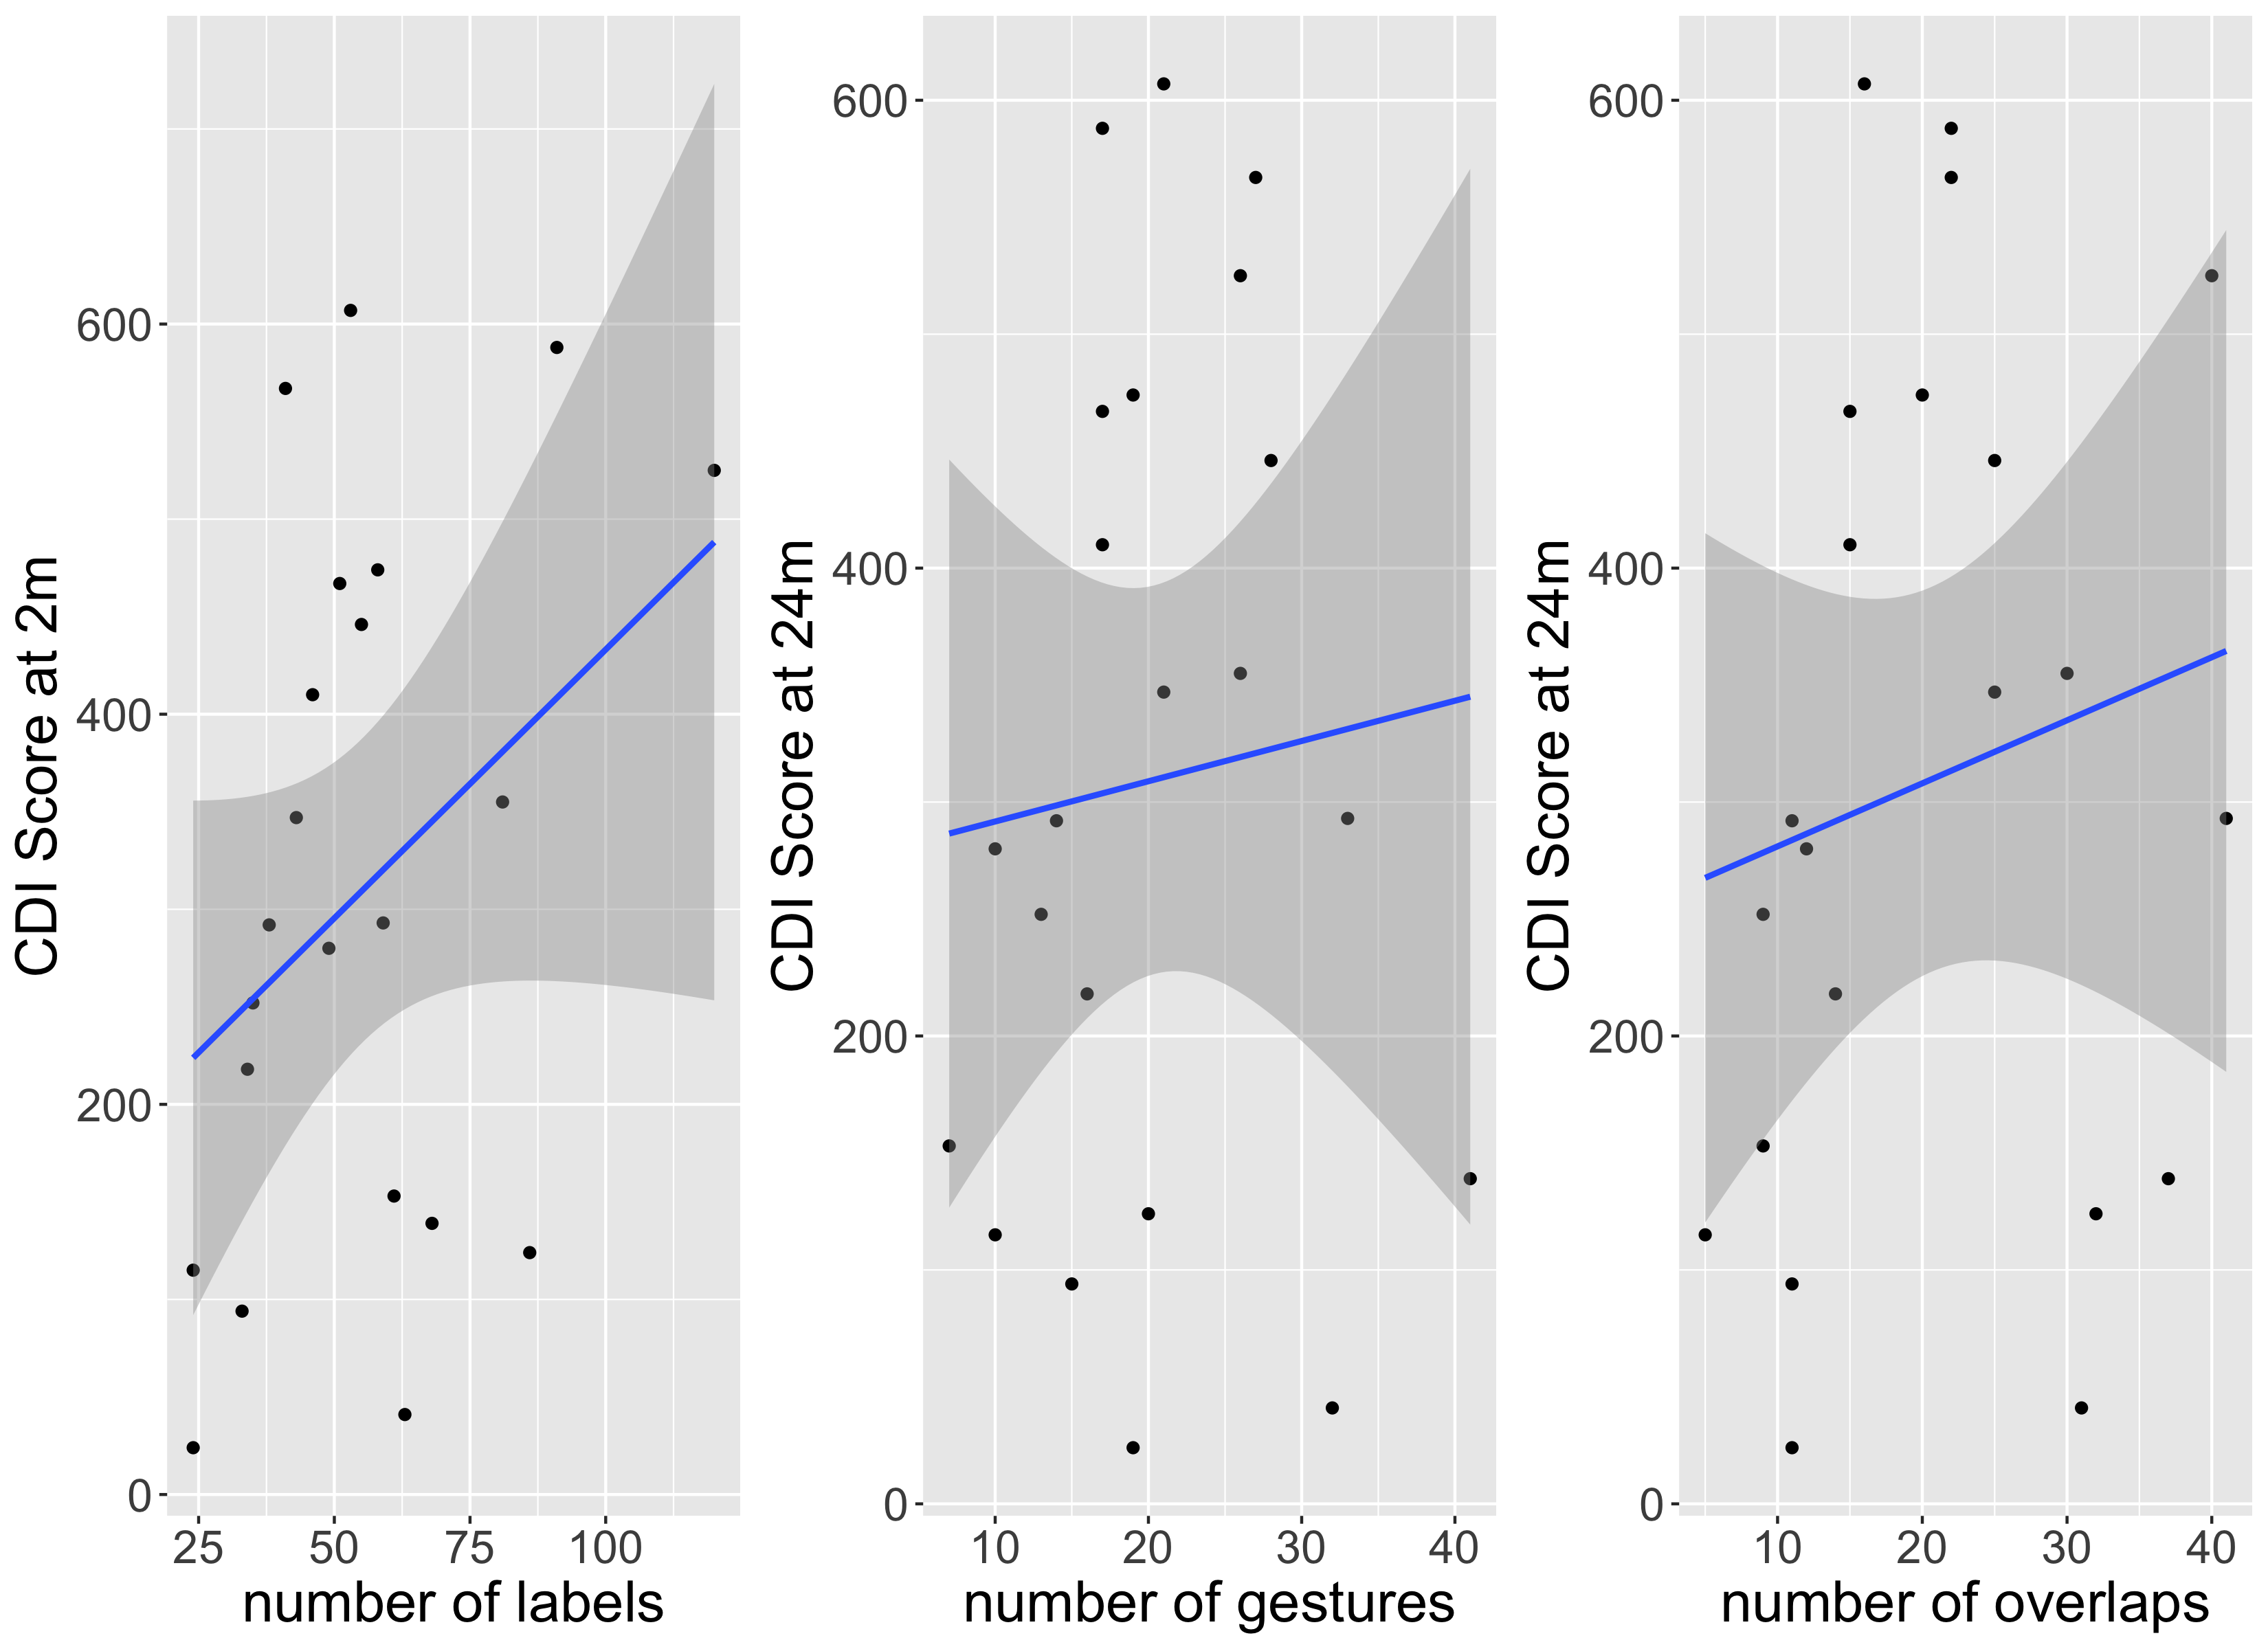 CDI Score at 2m
600
400
200
0
25 50 75 100
number of labels
CDI Score at 24m
600
400
200
0
10 20 30 40
number of gestures
CDI Score at 24m
600
400
200
0
10 20 30 40
number of overlaps